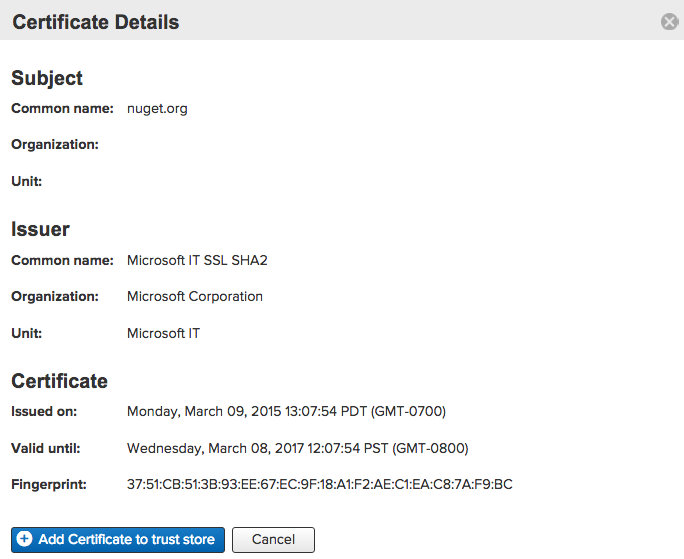 Certificate Details
Subject
Common name: nuget.org
Organization:
Unit:
Issuer
Common name: Microsoft IT SSL SHA2
Organization: Microsoft Corporation
Unit: Microsoft IT
Certificate
Issued on: Monday, March 09, 2015 13:07:54 PDT (GMT-0700)
Valid until: Wednesday, March 08, 2017 12:07:54 PST (GMT-0800)
Fingerprint: 37:51:CB:51:3B:93:EE:67:EC:9F:18:A1:F2:AE:C1:EA:C8:7A:F9:BC
Add Certificate to trust store Cancel